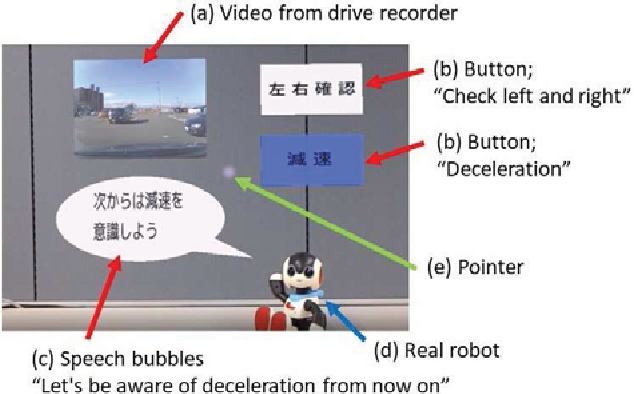 (a) Video from drive recorder
左右確認
(b) Button;
“Check left and right”
減速
(b) Button;
“Deceleration”
次からは減速を
意識しよう
(e) Pointer
(d) Real robot
(c) Speech bubbles
“Let's be aware of deceleration from now on”